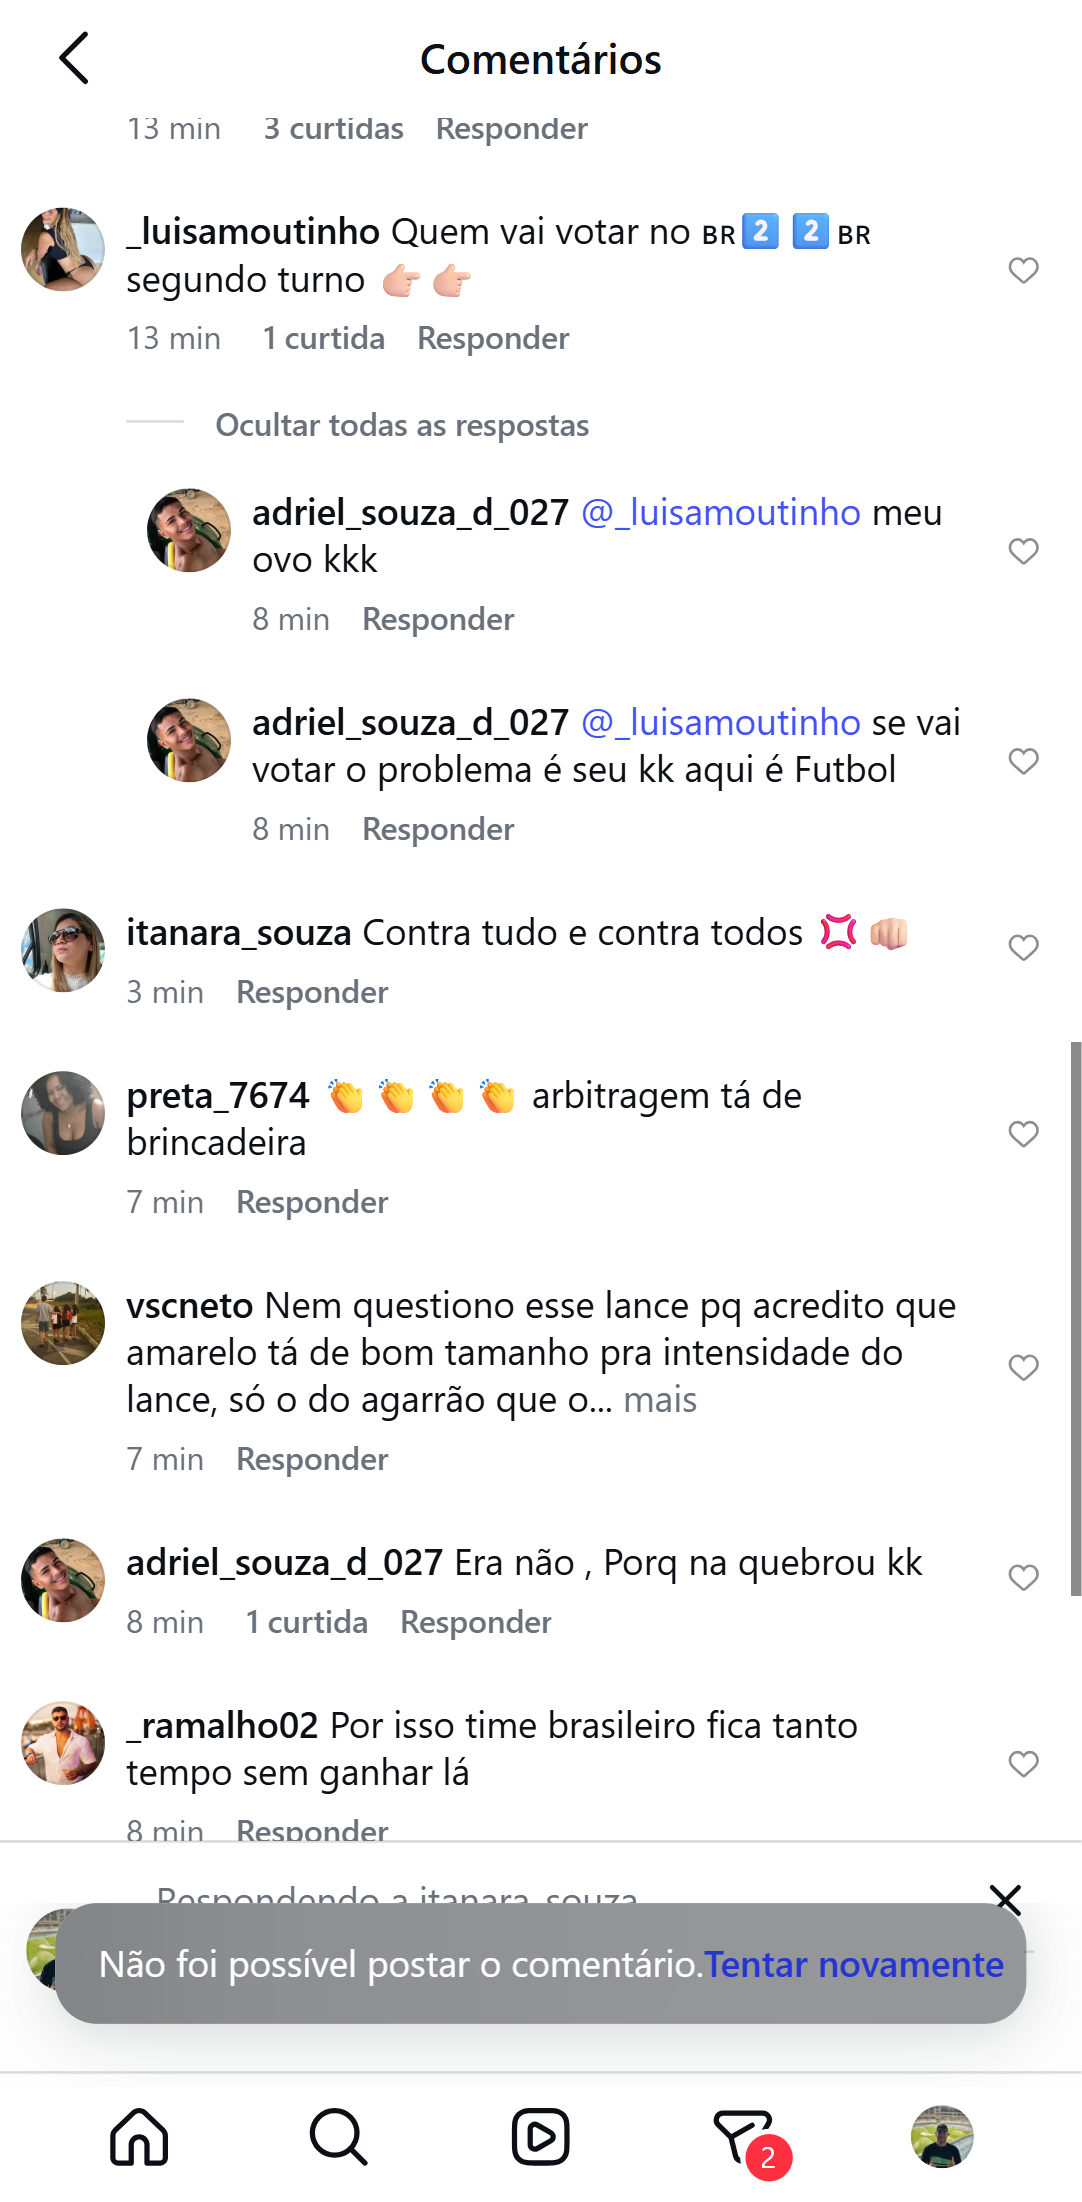 Comentários
13 min 3 curtidas Responder
_luisamoutinho Quem vai votar no 🇧🇷2️⃣2️⃣🇧🇷
segundo turno 👉🏻👉🏻
13 min 1 curtida Responder
Ocultar todas as respostas
adriel_souza_d_027 @_luisamoutinho meu
ovo kkk
8 min Responder
adriel_souza_d_027 @_luisamoutinho se vai
votar o problema é seu kk aqui é Futbol
8 min Responder
itanara_souza Contra tudo e contra todos 💢👊🏻
3 min Responder
preta_7674 👏👏👏👏 arbitragem tá de
brincadeira
7 min Responder
vscneto Nem questiono esse lance pq acredito que
amarelo tá de bom tamanho pra intensidade do
lance, só o do agarrão que o... mais
7 min Responder
adriel_souza_d_027 Era não , Porq na quebrou kk
8 min 1 curtida Responder
_ramalho02 Por isso time brasileiro fica tanto
tempo sem ganhar lá
8 min Responder
Respondendo a itanara_souza
Não foi possível postar o comentário.Tentar novamente
2